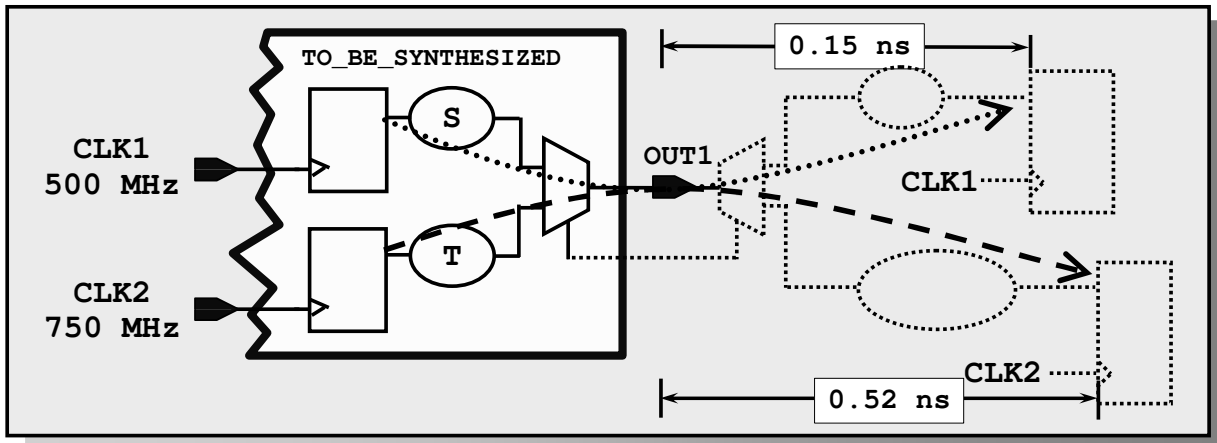 0.15 ns
TO_BE_SYNTHESIZED
S
CLK1
500 MHz
OUT1
CLK1
T
CLK2
750 MHz
CLK2
0.52 ns